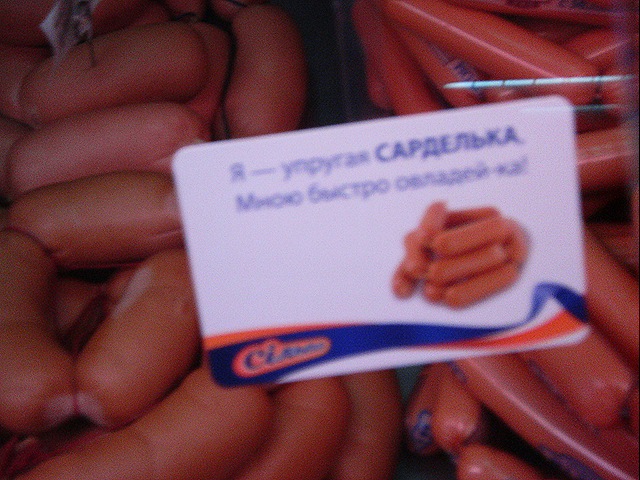 Я — упругая САРДЕЛЬКА.
Мною быстро овладей-ка!